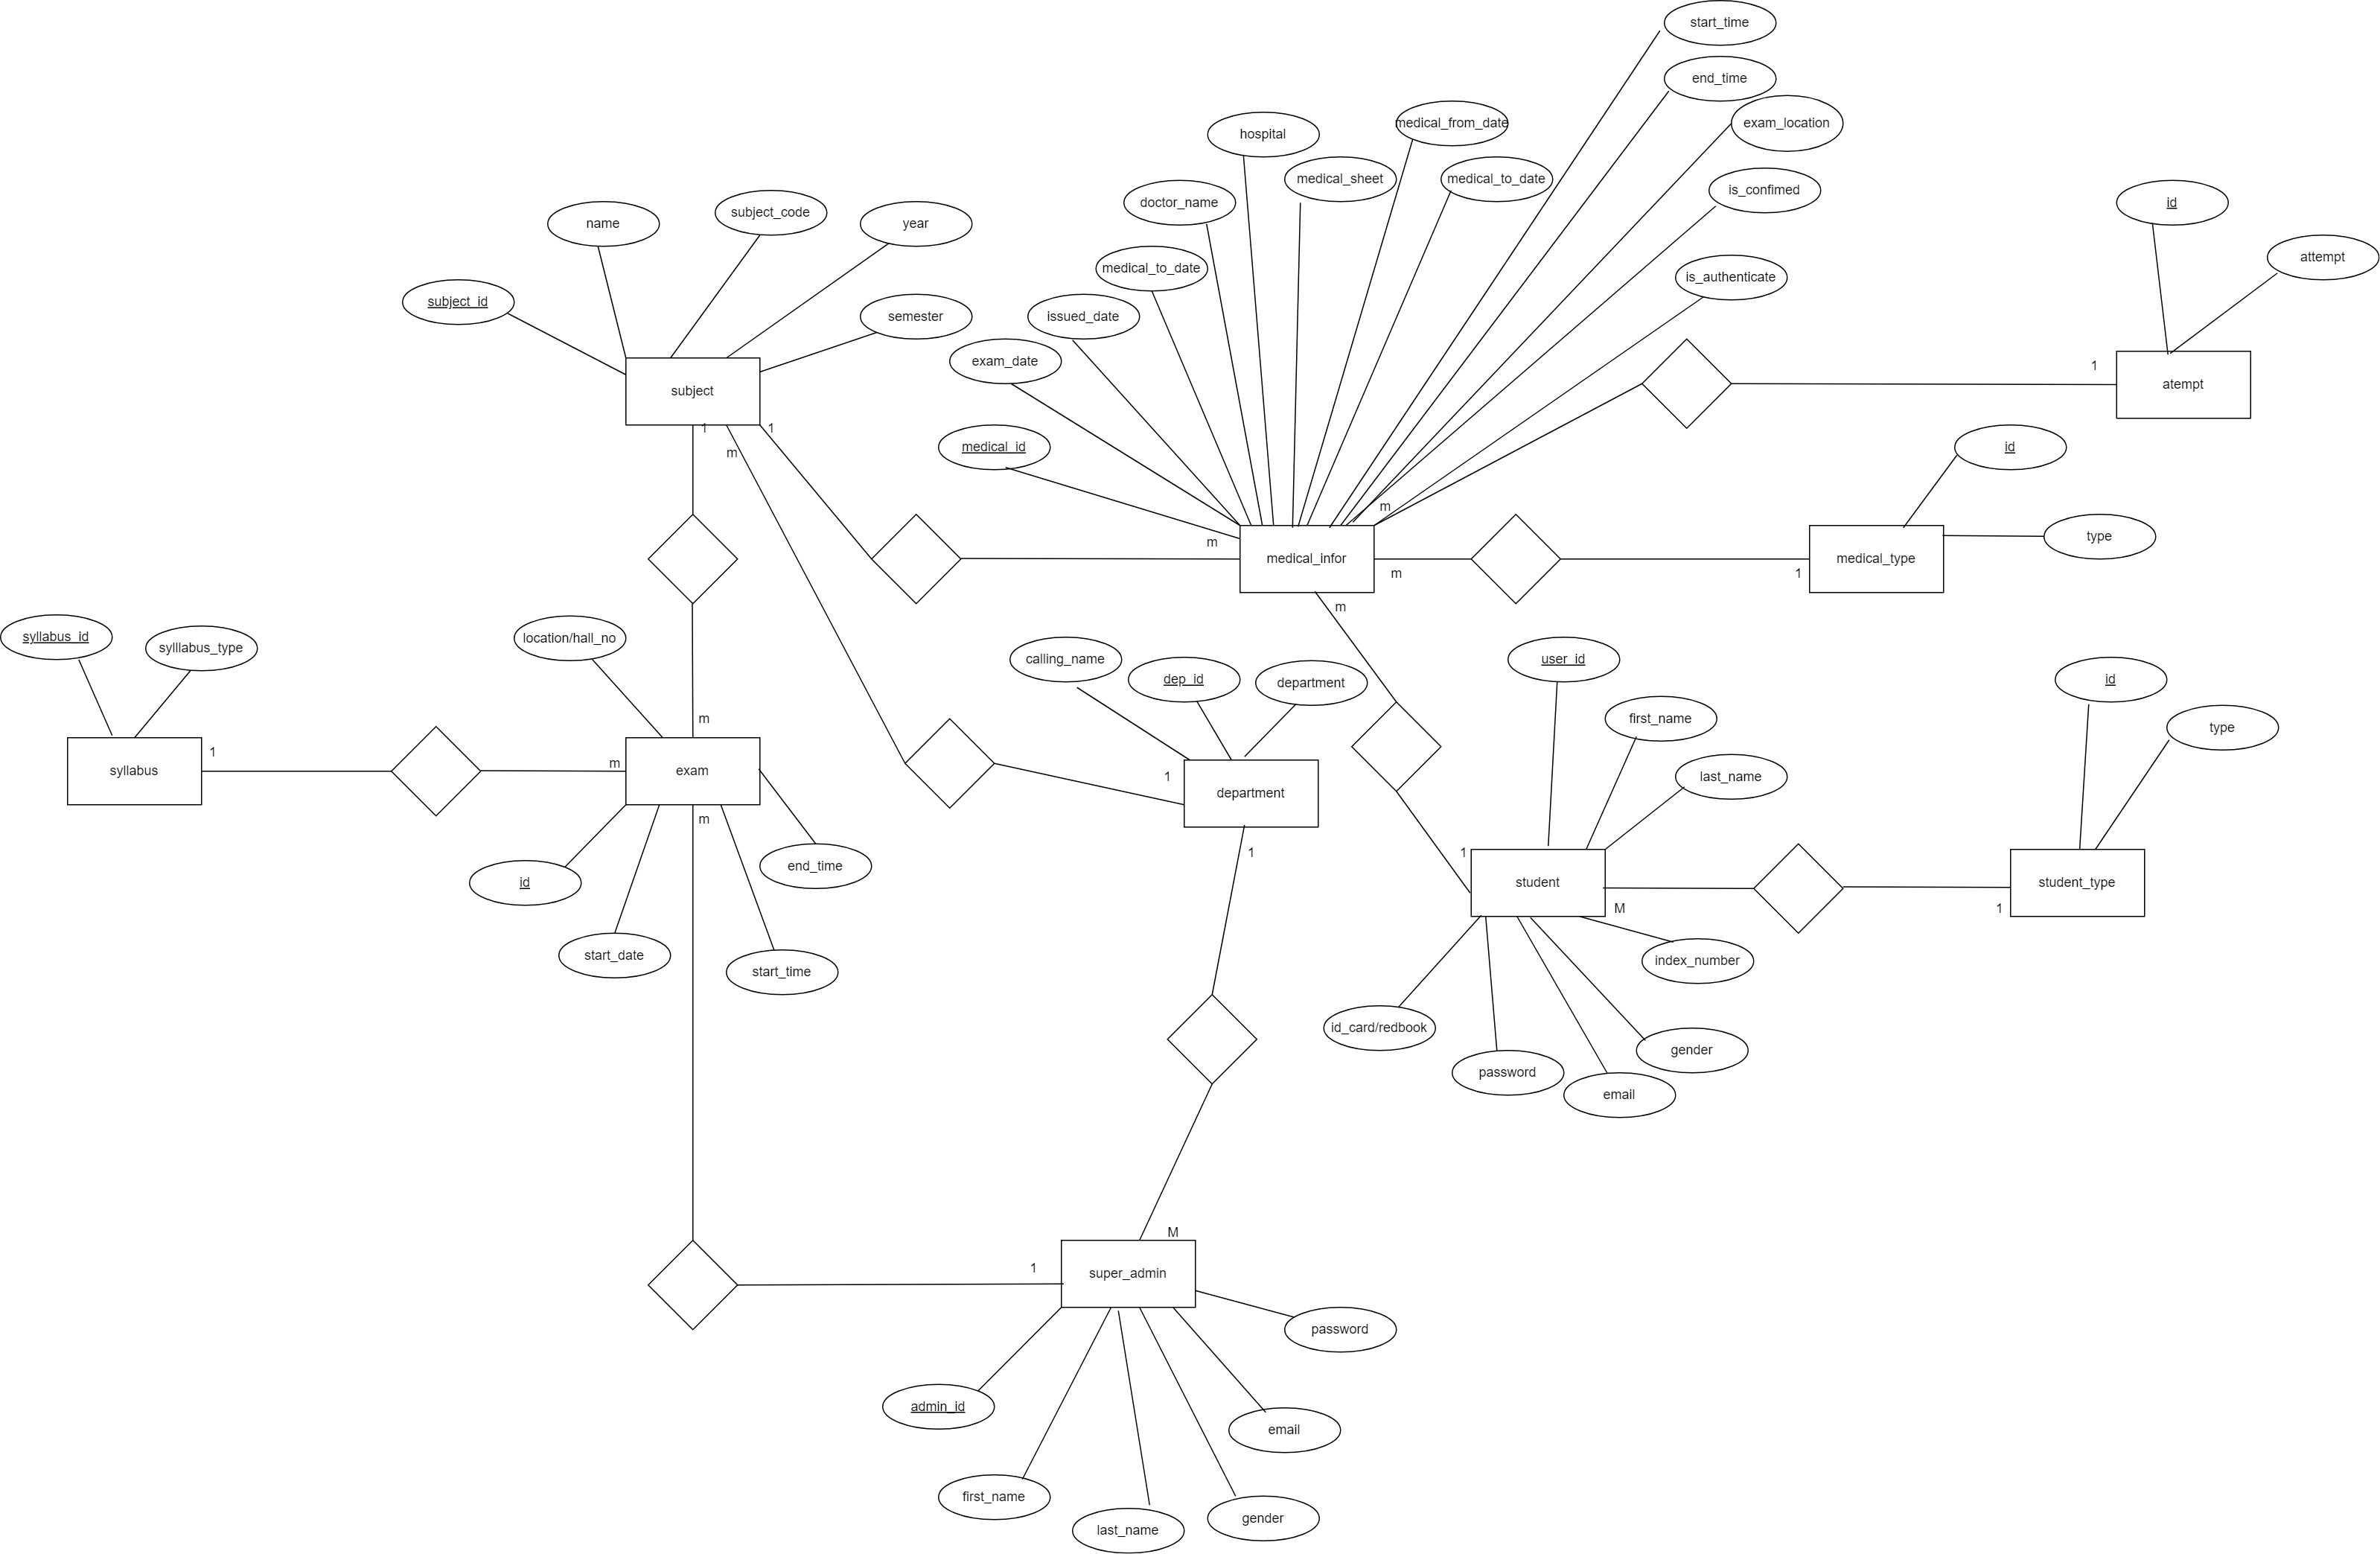 start_time
end_time
exam_location
medical_from_date
hospital
medical_sheet
medical_to_date
is_confimed
doctor_name
id
subject_code
name
year
attempt
medical_to_date
is_authenticate
subject_id
issued_date
semester
exam_date
1
subject
atempt
1
1
m
medical_id
id
m
m
medical_infor
m
1
medical_type
type
m
syllabus_id
sylllabus_type
location/hall_no
calling_name
dep_id
department
user_id
first_name
id
type
last_name
m
1
syllabus
m
exam
1
department
m
1
1
student
M
student_type
1
end_time
id
start_date
start_time
index_number
id_card/redbook
gender
password
email
M
1
super_admin
password
admin_id
email
first_name
last_name
gender